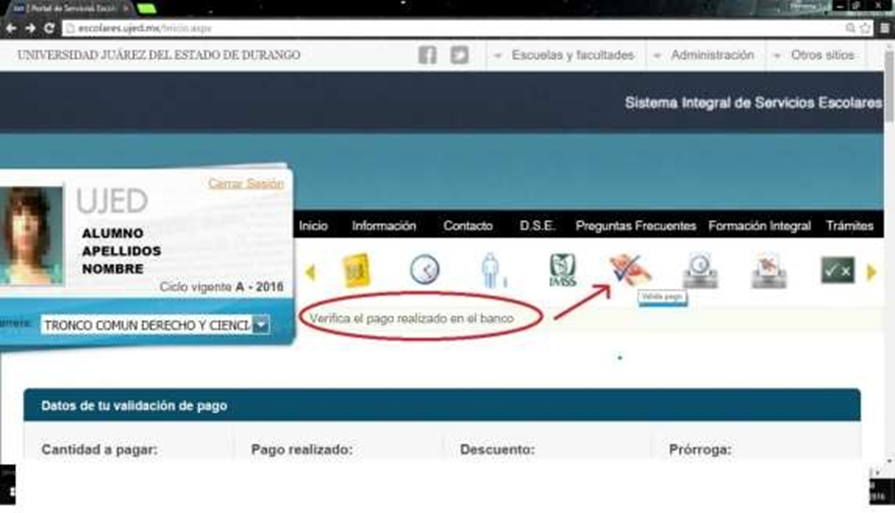 [Portal de Servicios Escol
escolares.ujed.mx/Inicio.aspx
UNIVERSIDAD JUÁREZ DEL ESTADO DE DURANGO
Escuelas y facultades
Administración
Otros sitios
Sistema Integral de Servicios Escolares
Cerrar Sesión
UJED
ALUMNO
APELLIDOS
NOMBRE
Ciclo vigente A - 2016
Inicio Información Contacto D.S.E. Preguntas Frecuentes Formación Integral Trámites
IMSS
Valida pago
TRONCO COMUN DERECHO Y CIENCI
Verifica el pago realizado en el banco
Datos de tu validación de pago
Cantidad a pagar: Pago realizado: Descuento: Prórroga: